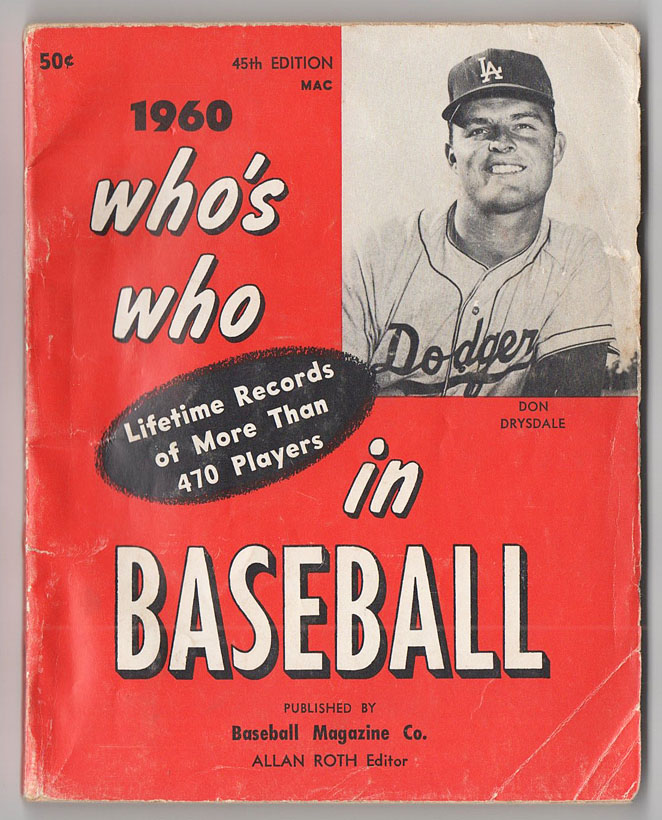 50¢
45th EDITION
MAC
1960
who's
who
LA
Dodgers
DON
DRYSDALE
Lifetime Records
of More Than
470 Players
in
BASEBALL
PUBLISHED BY
Baseball Magazine Co.
ALLAN ROTH Editor